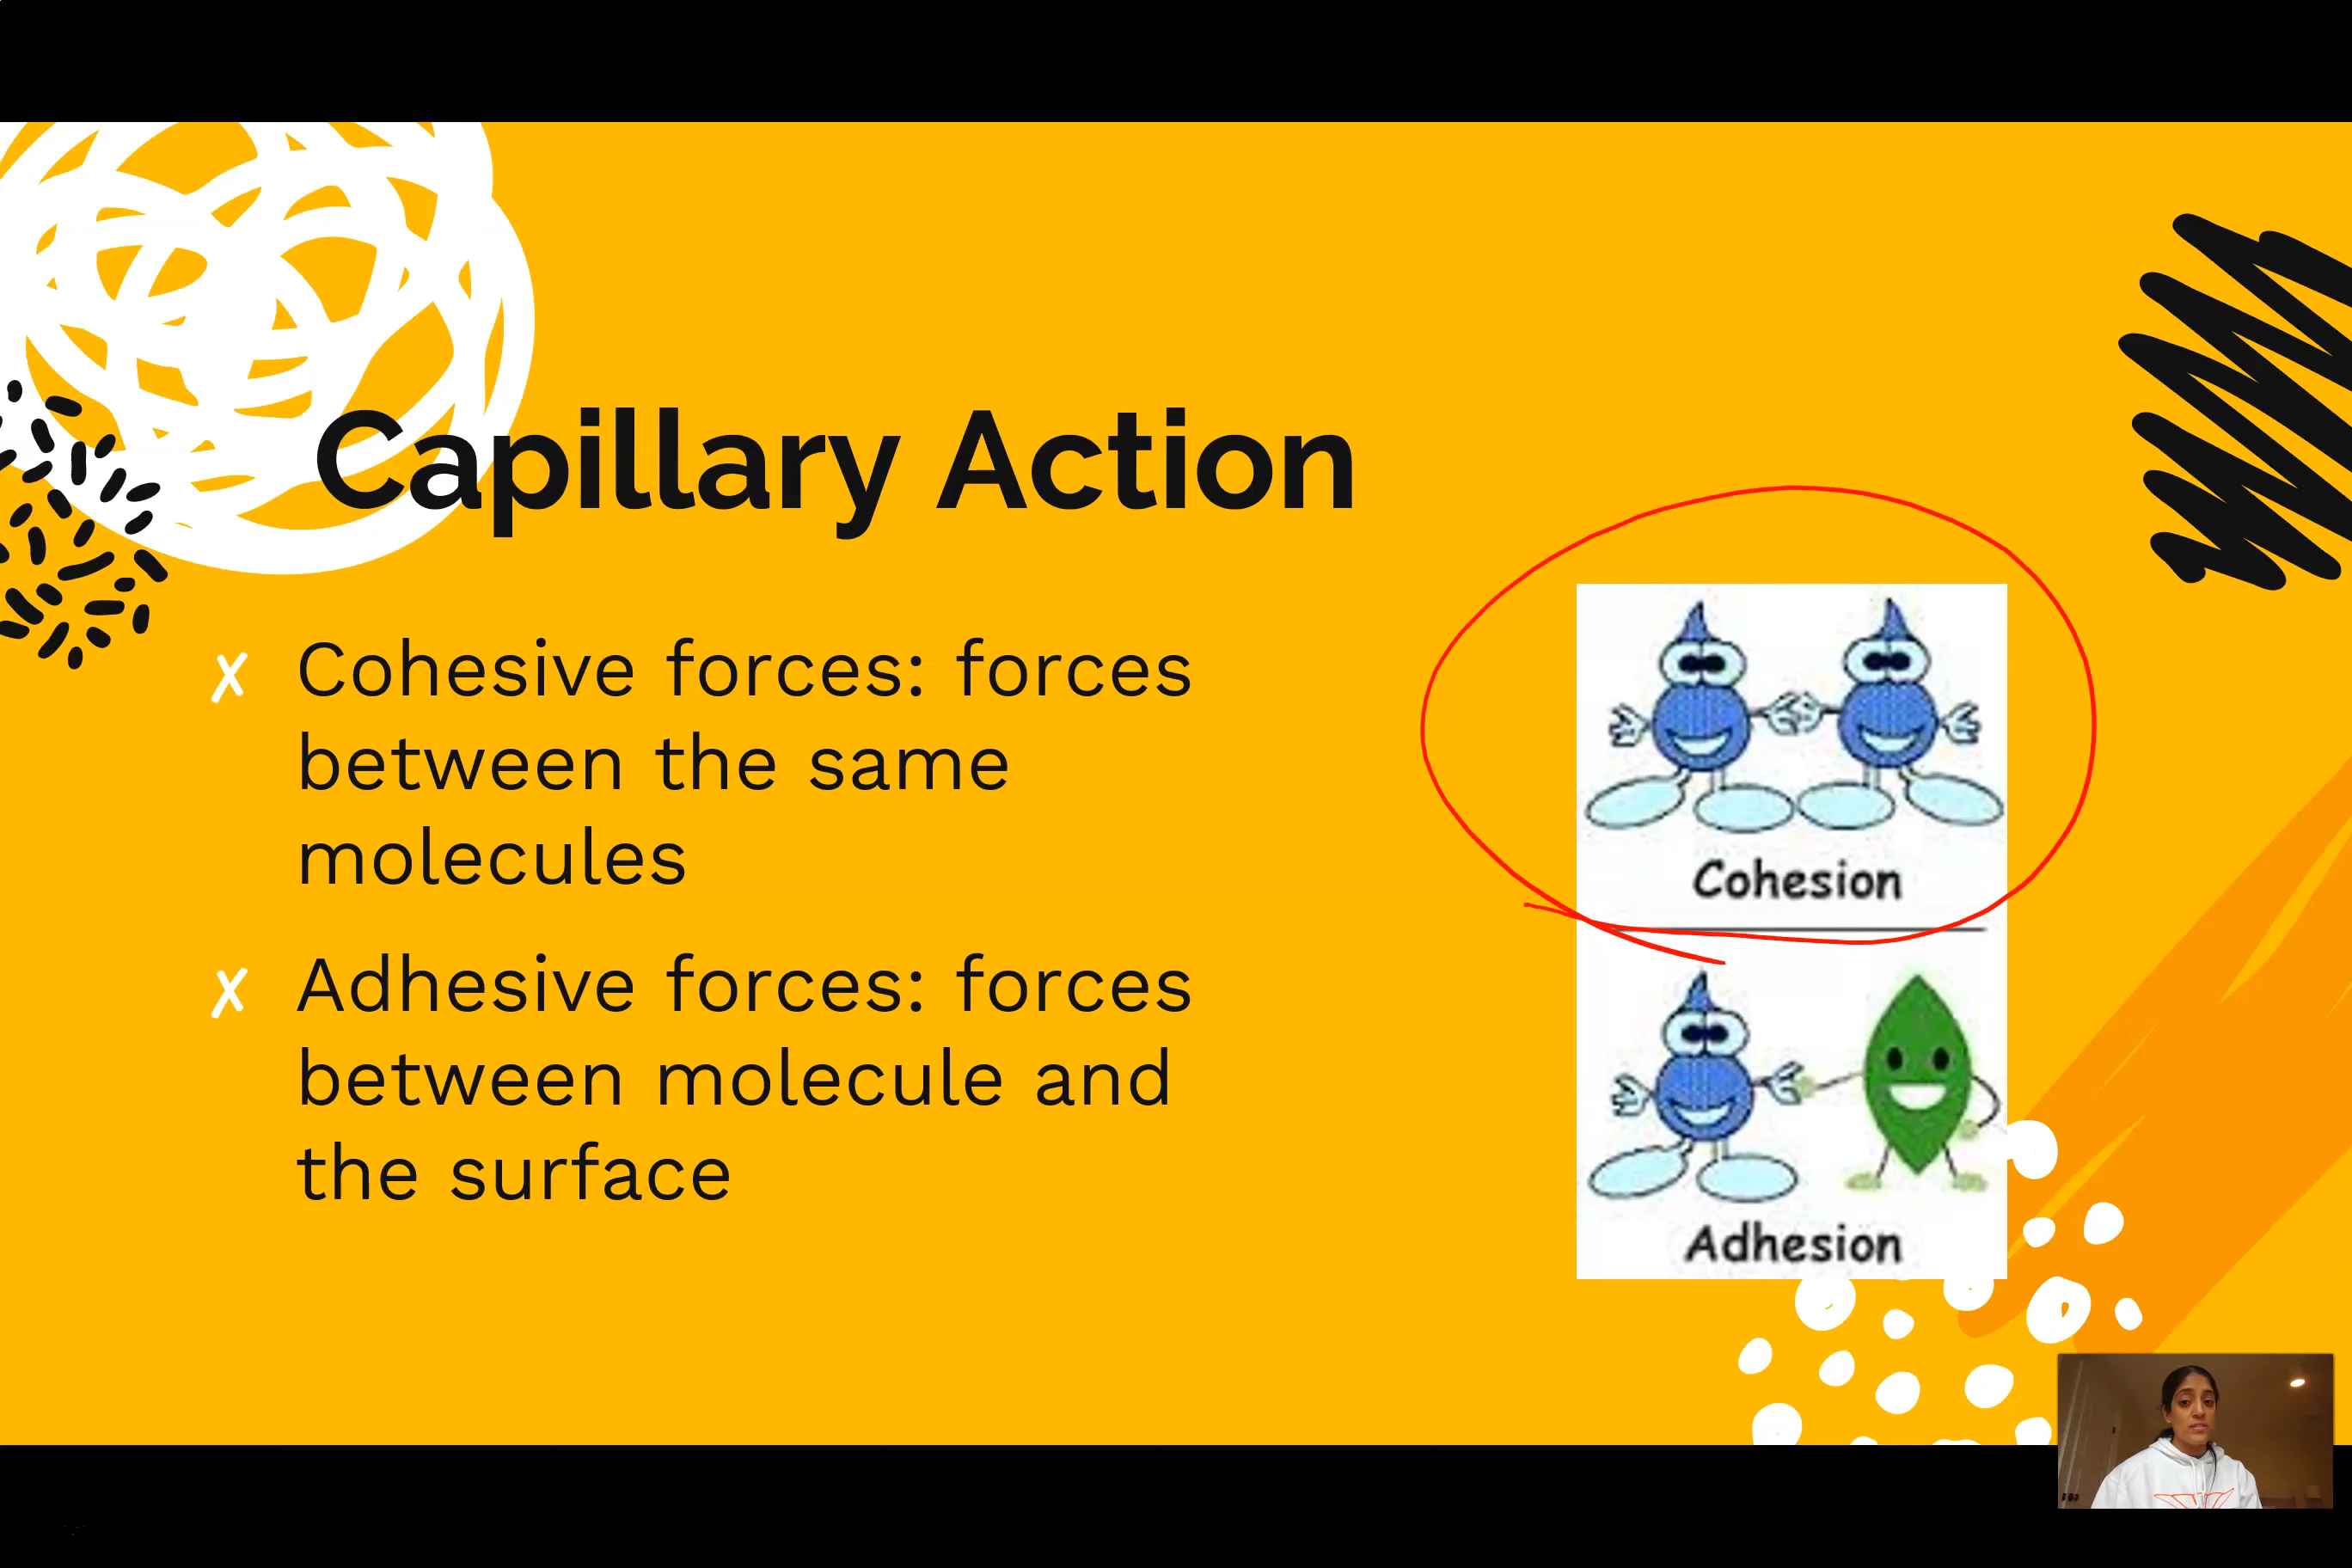 Capillary Action
Cohesive forces: forces
between the same
molecules
Adhesive forces: forces
between molecule and
the surface
Cohesion
Adhesion